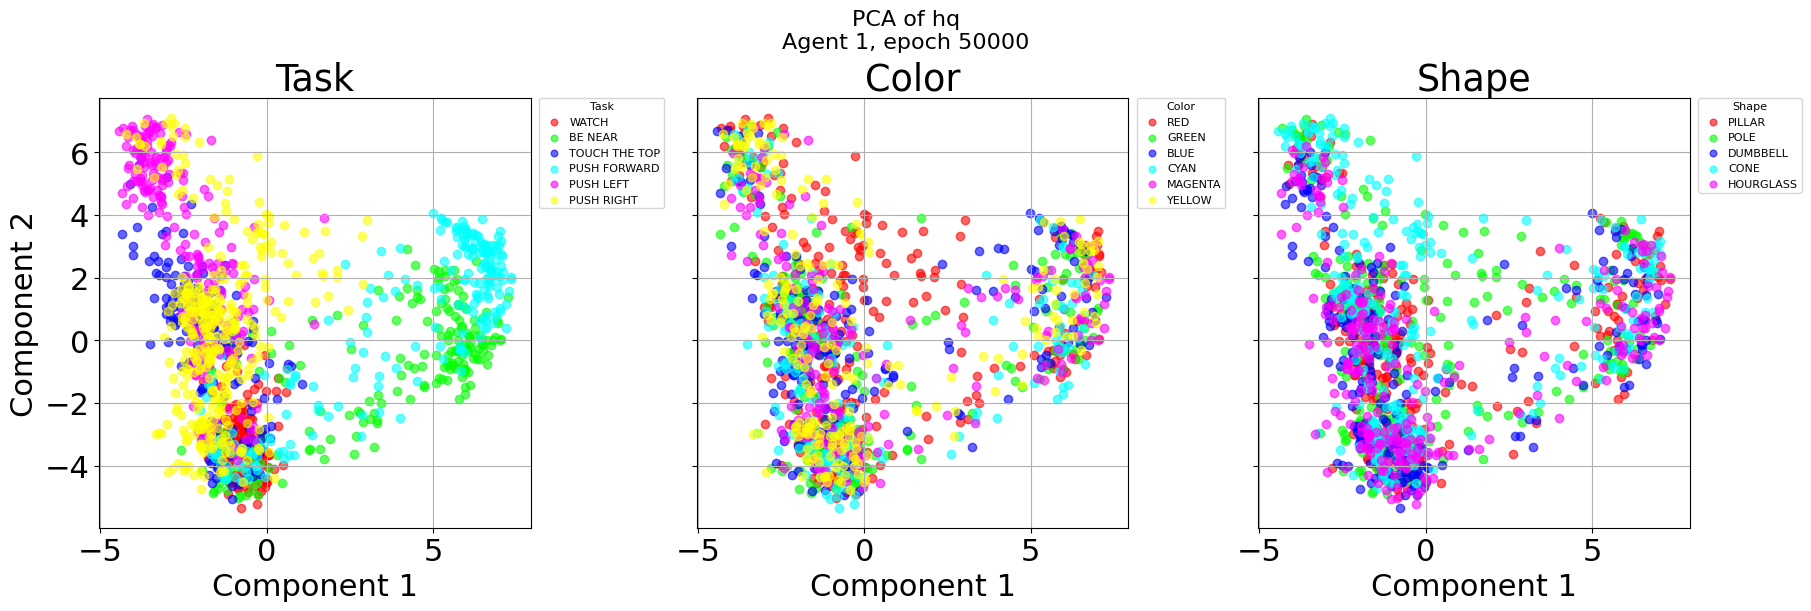 PCA of hq
Agent 1, epoch 50000
Task
Component 2
6
4
2
0
−2
−4
−5
0
5
Component 1
Task
WATCH
BE NEAR
TOUCH THE TOP
PUSH FORWARD
PUSH LEFT
PUSH RIGHT
Color
−5
0
5
Component 1
Color
RED
GREEN
BLUE
CYAN
MAGENTA
YELLOW
Shape
−5
0
5
Component 1
Shape
PILLAR
POLE
DUMBBELL
CONE
HOURGLASS